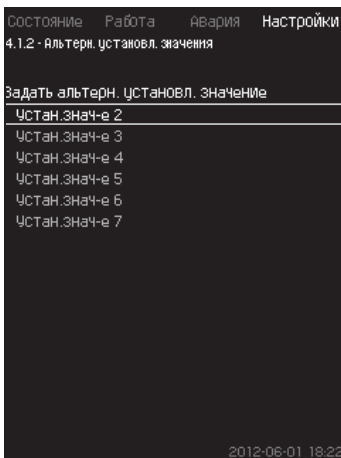 Состояние Работа Авария Настройки
4.1.2 - Альтерн. установл. значения
Задать альтерн. установл. значение
Устан.знач-е 2
Устан.знач-е 3
Устан.знач-е 4
Устан.знач-е 5
Устан.знач-е 6
Устан.знач-е 7
2012-06-01 18:22